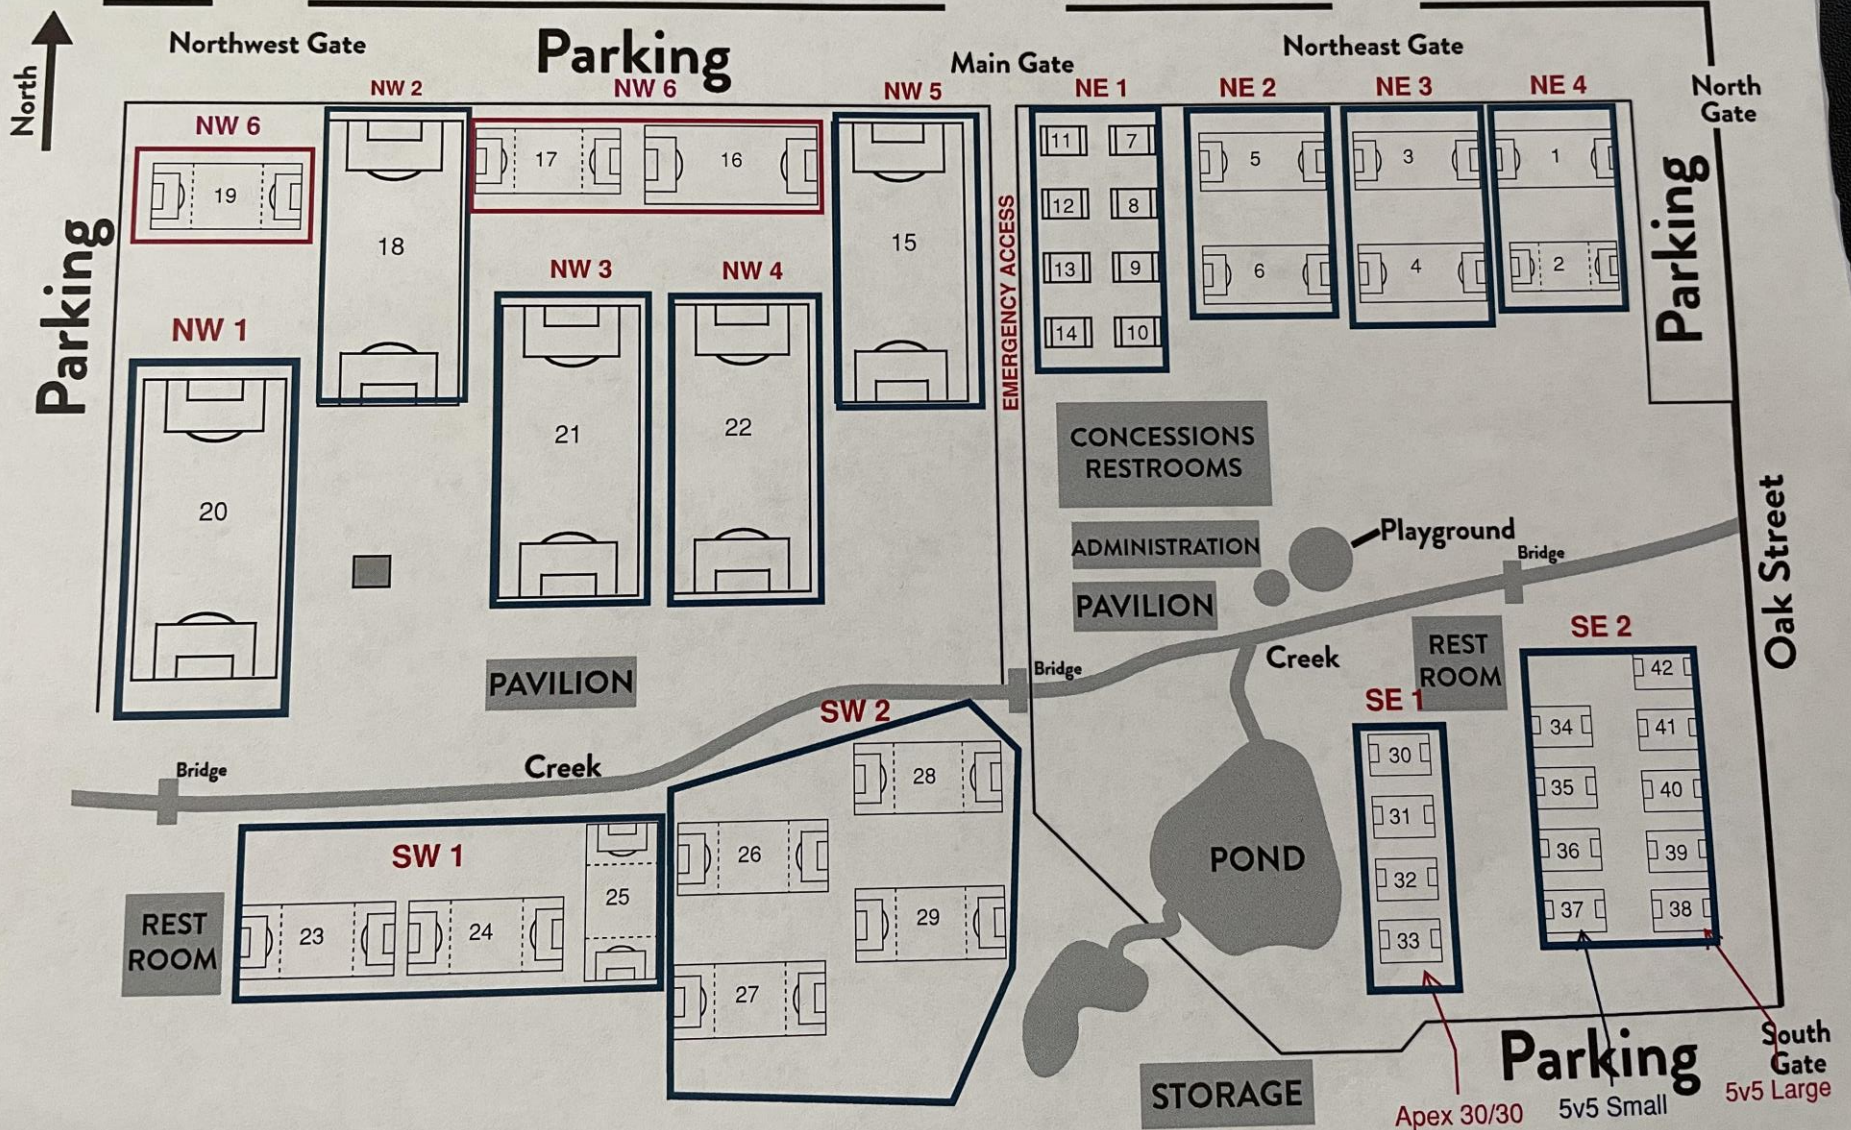 North
Northwest Gate
Parking
Main Gate
Northeast Gate
North
Gate
NW 6
NW 2
NW 6
NW 5
NE 1
NE 2
NE 3
NE 4
19
18
17
16
15
11
7
12
8
13
9
14
10
5
6
3
4
1
2
Parking
Parking
EMERGENCY ACCESS
NW 1
NW 3
NW 4
20
21
22
CONCESSIONS
RESTROOMS
ADMINISTRATION
PAVILION
Playground
Bridge
Oak Street
PAVILION
Bridge
Creek
REST
ROOM
SE 1
SE 2
Bridge
Creek
SW 2
28
26
29
27
SW 1
23
24
25
REST
ROOM
POND
30
31
32
33
42
34
41
35
40
36
39
37
38
STORAGE
Parking
South
Gate
Apex 30/30
5v5 Small
5v5 Large